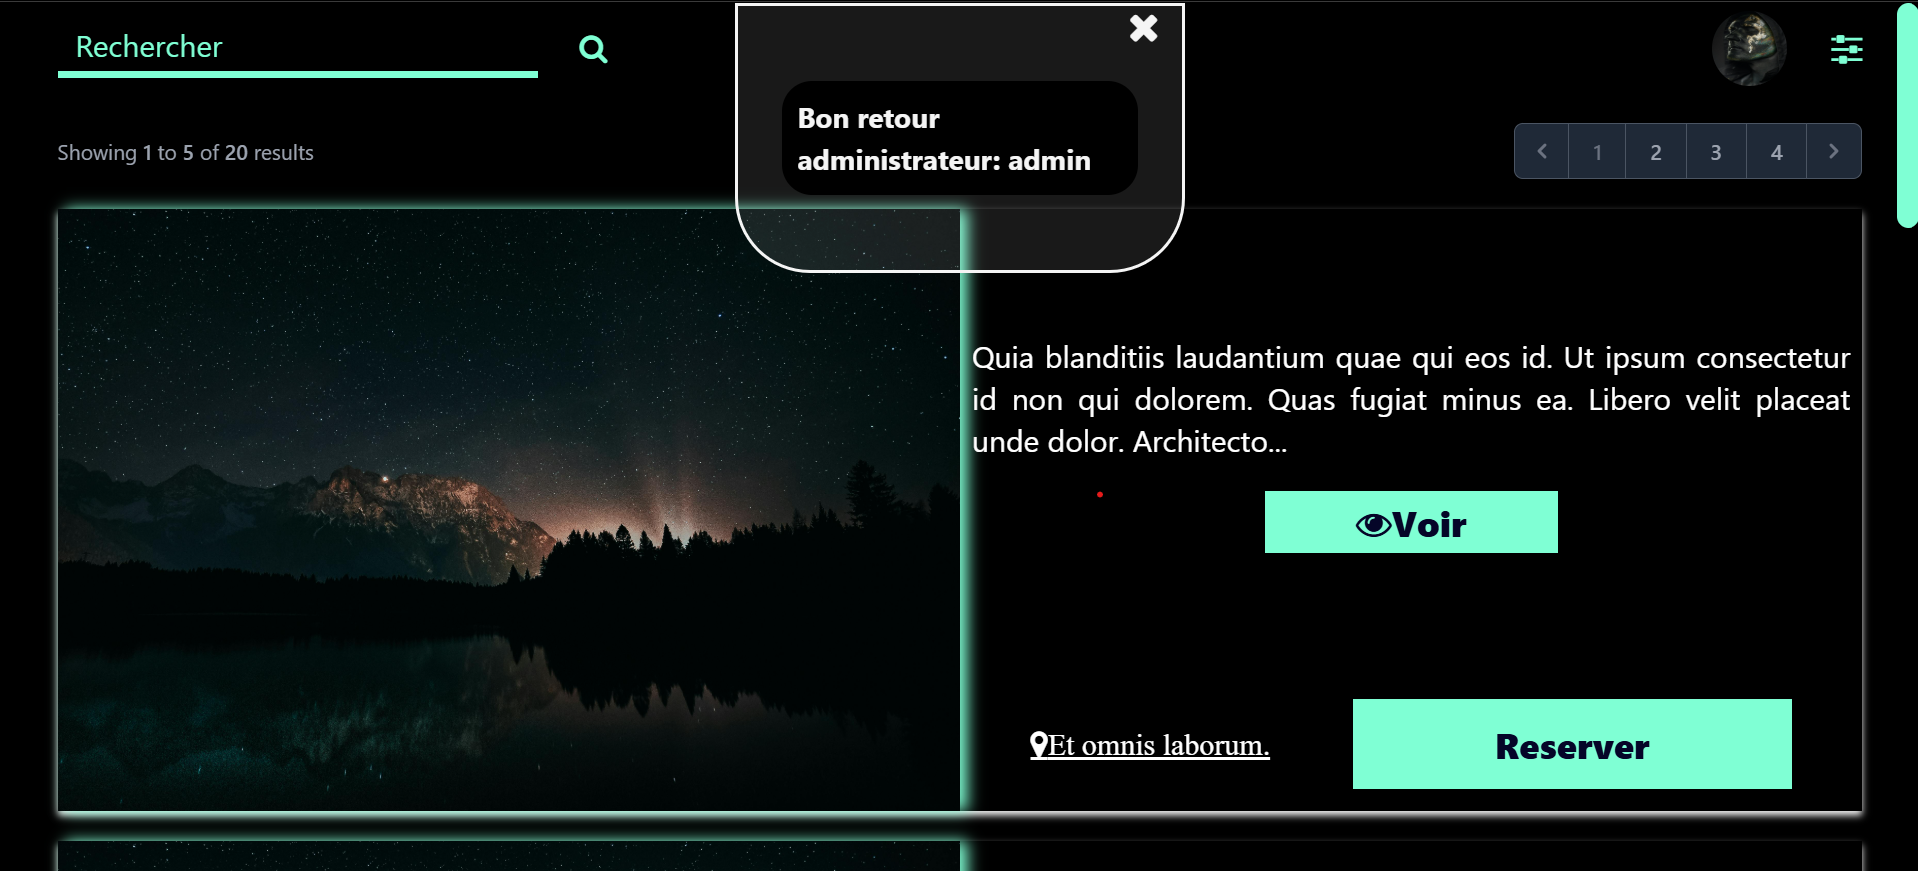 Rechercher
Bon retour
administrateur: admin
Showing 1 to 5 of 20 results
1 2 3 4
Quia blanditiis laudantium quae qui eos id. Ut ipsum consectetur
id non qui dolorem. Quas fugiat minus ea. Libero velit placeat
unde dolor. Architecto...
Voir
Et omnis laborum.
Reserver